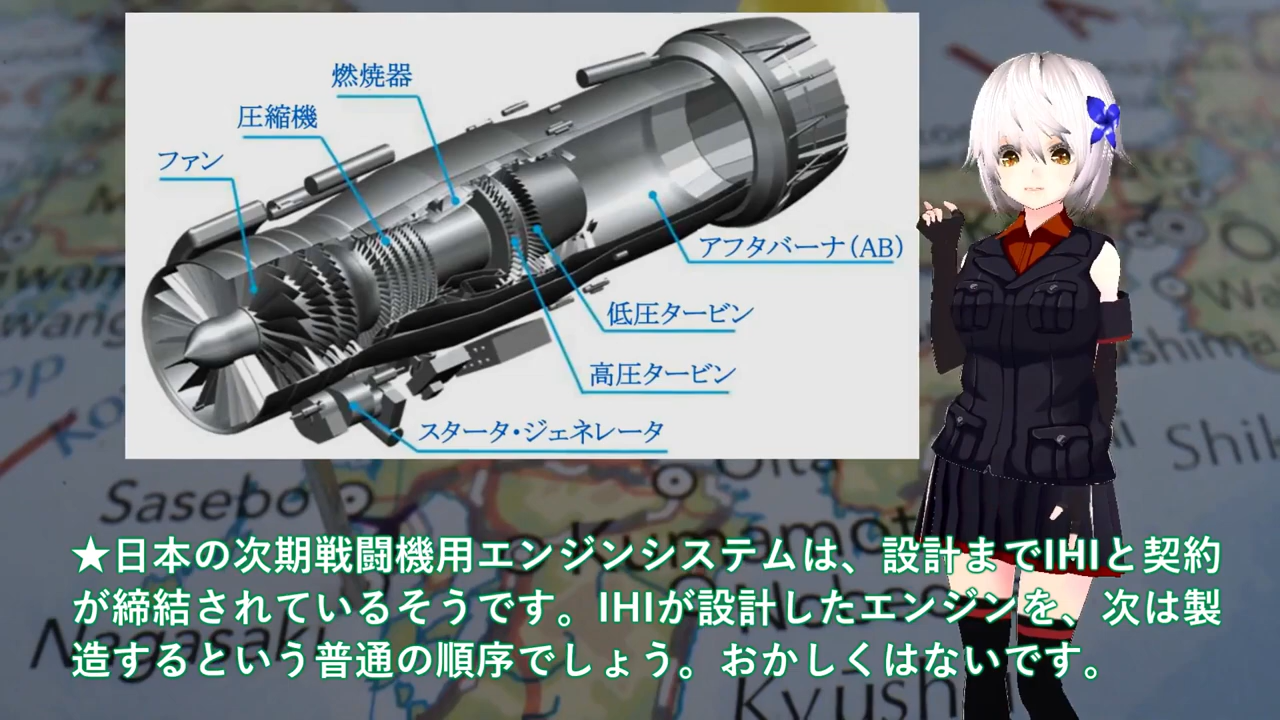 燃焼器
圧縮機
ファン
アフタバーナ(AB)
低圧タービン
高圧タービン
スタータ・ジェネレータ
Sasebo
Oita
Kumamot
Nagasaki
Kyush
Shik
ushima
★日本の次期戦闘機用エンジンシステムは、設計までIHIと契約
が締結されているそうです。IHIが設計したエンジンを、次は製
造するという普通の順序でしょう。おかしくはないです。